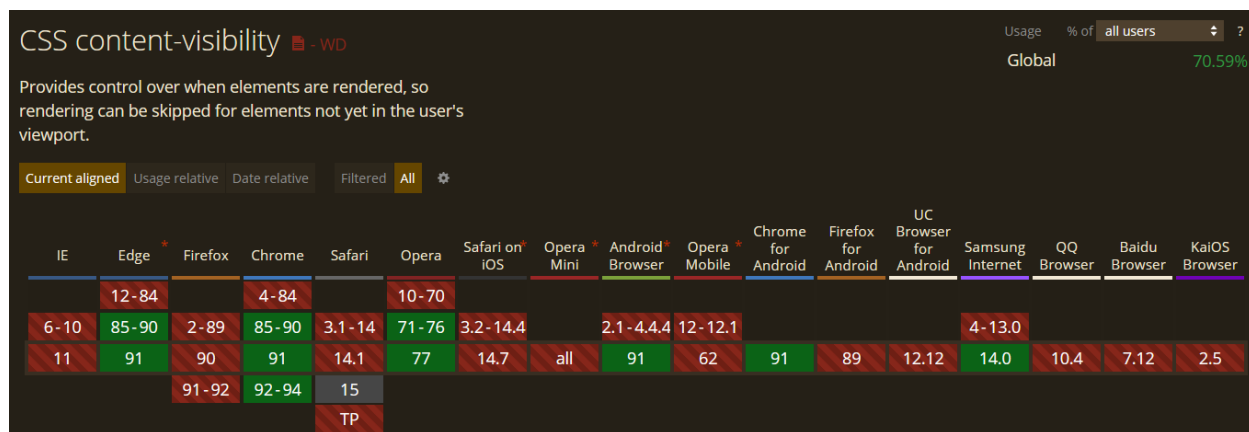 CSS content-visibility - WD
Usage % of all users ?
Global 70.59%
Provides control over when elements are rendered, so
rendering can be skipped for elements not yet in the user's
viewport.
Current aligned Usage relative Date relative Filtered All
IE Edge * Firefox Chrome Safari Opera Safari on iOS * Opera Mini * Android Browser * Opera Mobile * Chrome for Android Firefox for Android UC Browser for Android Samsung Internet QQ Browser Baidu Browser KaiOS Browser
12-84 4-84 10-70
6-10 85-90 2-89 85-90 3.1-14 71-76 3.2-14.4 2.1-4.4.4 12-12.1 4-13.0
11 91 90 91 14.1 77 14.7 all 91 62 91 89 12.12 14.0 10.4 7.12 2.5
91-92 92-94 15
TP